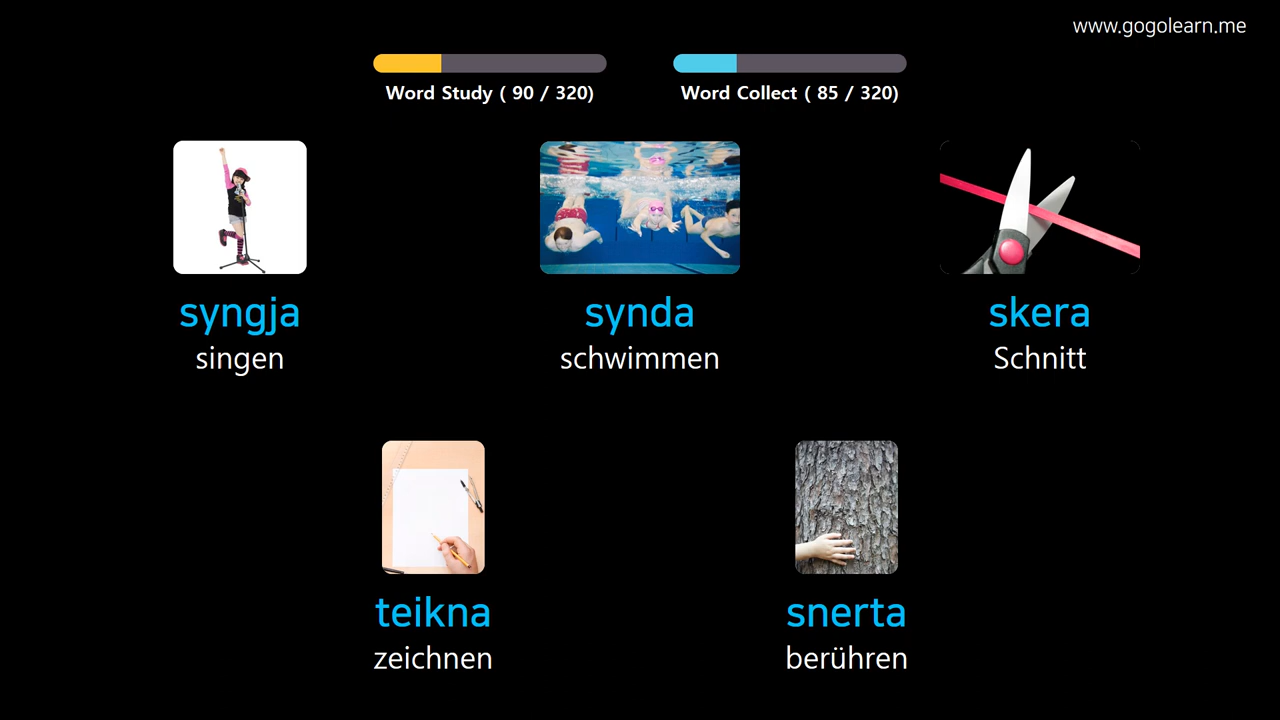 www.gogolearn.me
Word Study ( 90 / 320)
Word Collect ( 85 / 320)
syngja
singen
synda
schwimmen
skera
Schnitt
teikna
zeichnen
snerta
berühren